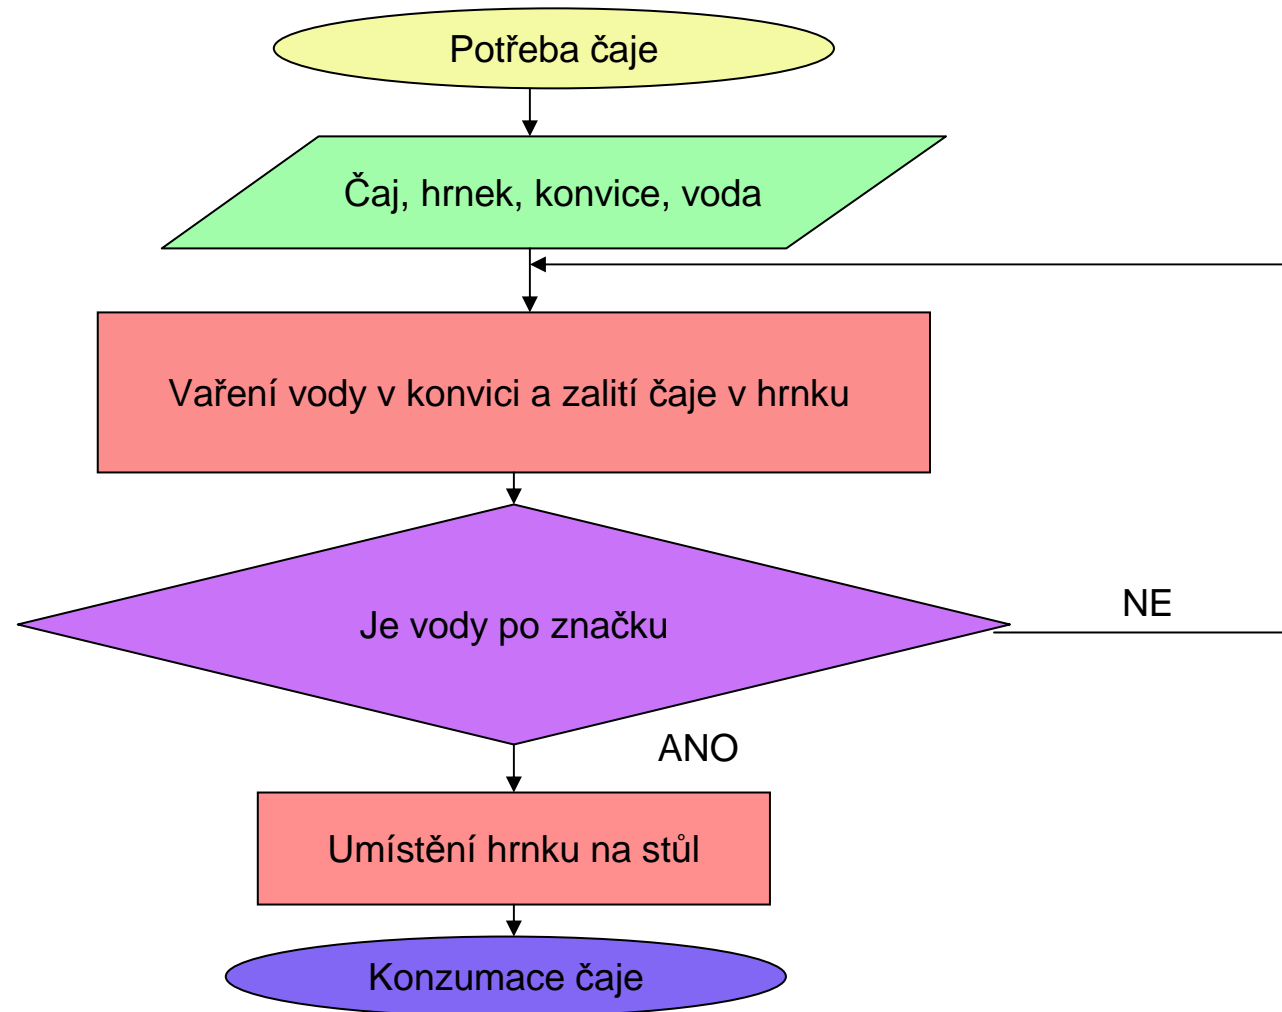 Potřeba čaje
Čaj, hrnek, konvice, voda
Vaření vody v konvici a zalití čaje v hrnku
Je vody po značku
NE
ANO
Umístění hrnku na stůl
Konzumace čaje